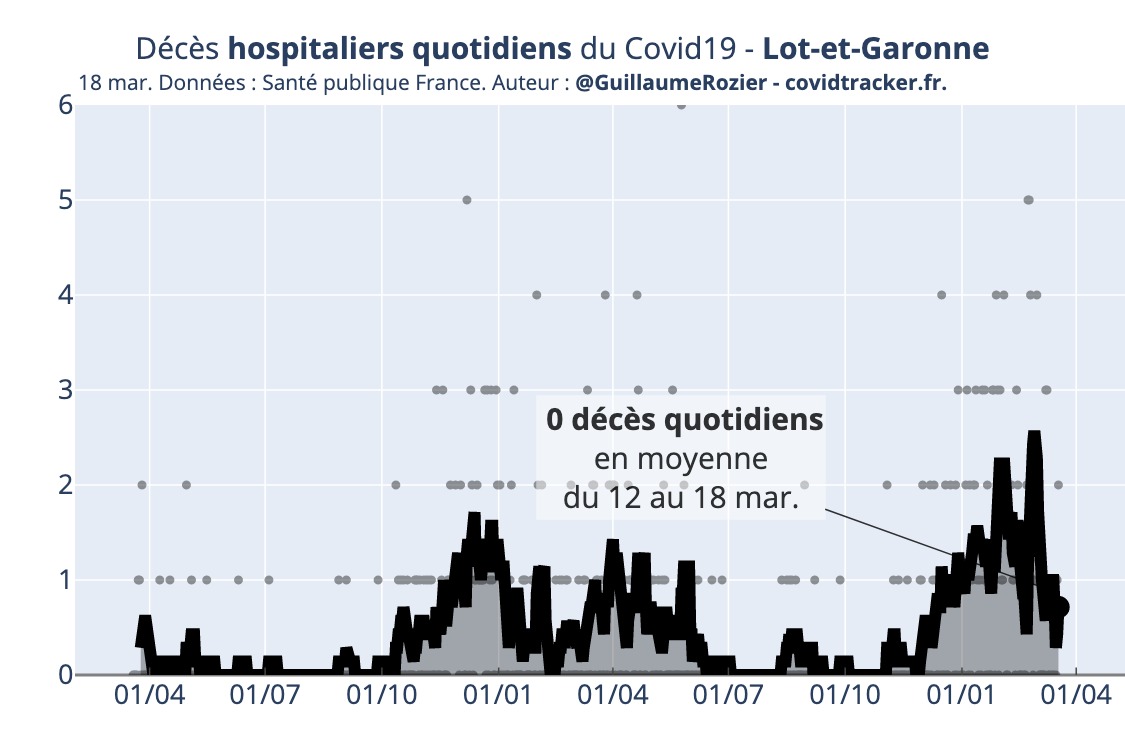 Décès hospitaliers quotidiens du Covid19 - Lot-et-Garonne
18 mar. Données : Santé publique France. Auteur : @GuillaumeRozier - covidtracker.fr.
6
5
4
3
2
1
0
0 décès quotidiens
en moyenne
du 12 au 18 mar.
01/04 01/07 01/10 01/01 01/04 01/07 01/10 01/01 01/04